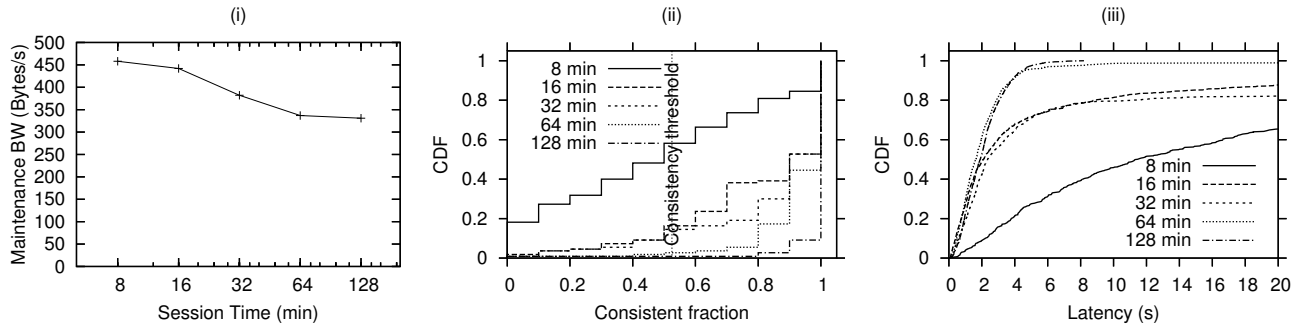 (i)
Maintenance BW (Bytes/s)
500
450
400
350
300
250
200
150
100
50
0
8 16 32 64 128
Session Time (min)
(ii)
CDF
1
0.8
0.6
0.4
0.2
0
8 min
16 min
32 min
64 min
128 min
Consistency threshold
0 0.2 0.4 0.6 0.8 1
Consistent fraction
(iii)
CDF
1
0.8
0.6
0.4
0.2
0
8 min
16 min
32 min
64 min
128 min
0 2 4 6 8 10 12 14 16 18 20
Latency (s)